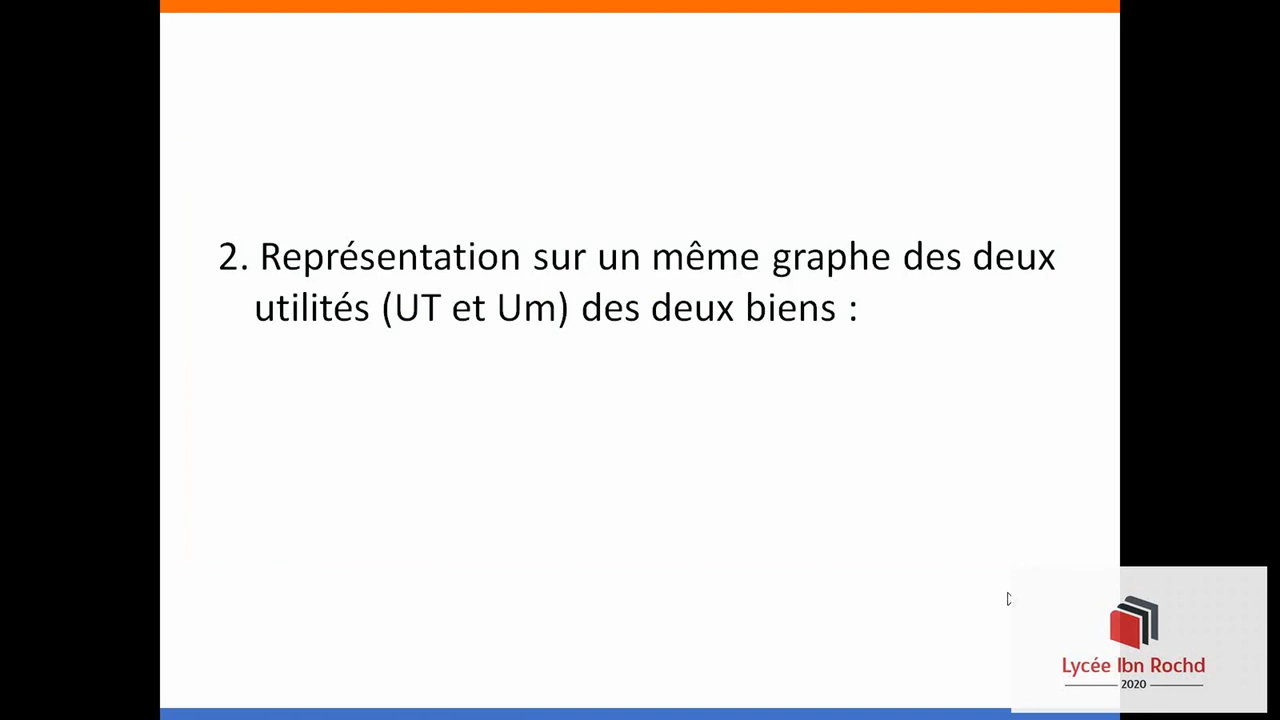 2. Représentation sur un même graphe des deux
utilités (UT et Um) des deux biens :
Lycée Ibn Rochd
2020